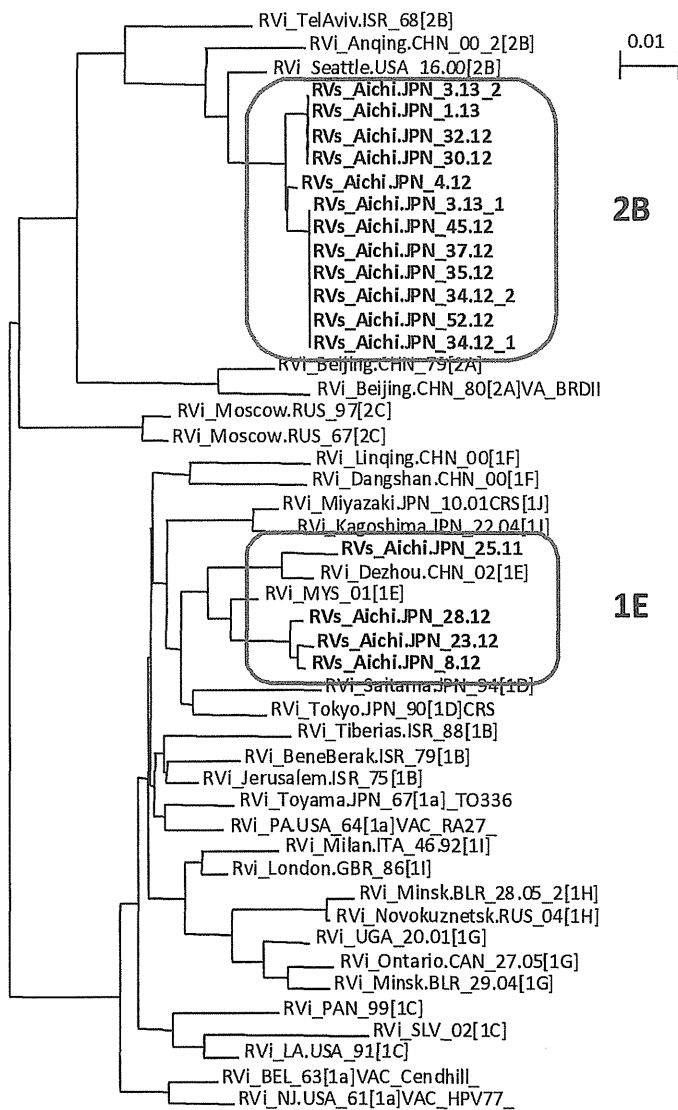 RVi_TelAviv.ISR_68[2B]
RVi_Anqing.CHN_00_2[2B]
0.01
RVi_Seattle.USA_16.00[2B]
RVs_Aichi.JPN_3.13_2
RVs_Aichi.JPN_1.13
RVs_Aichi.JPN_32.12
RVs_Aichi.JPN_30.12
RVs_Aichi.JPN_4.12
RVs_Aichi.JPN_3.13_1
2B
RVs_Aichi.JPN_45.12
RVs_Aichi.JPN_37.12
RVs_Aichi.JPN_35.12
RVs_Aichi.JPN_34.12_2
RVs_Aichi.JPN_52.12
RVs_Aichi.JPN_34.12_1
RVi_Beijing.CHN_79[2A]
RVi_Beijing.CHN_80[2A]VA_BRDII
RVi_Moscow.RUS_97[2C]
RVi_Moscow.RUS_67[2C]
RVi_Linqing.CHN_00[1F]
RVi_Dangshan.CHN_00[1F]
RVi_Miyazaki.JPN_10.01CRS[1J]
RVi_Kagoshima.JPN_22.04[1J]
RVs_Aichi.JPN_25.11
RVi_Dezhou.CHN_02[1E]
RVi_MYS_01[1E]
1E
RVs_Aichi.JPN_28.12
RVs_Aichi.JPN_23.12
RVs_Aichi.JPN_8.12
RVi_Saitama.JPN_94[1D]
RVi_Tokyo.JPN_90[1D]CRS
RVi_Tiberias.ISR_88[1B]
RVi_BeneBerak.ISR_79[1B]
RVi_Jerusalem.ISR_75[1B]
RVi_Toyama.JPN_67[1a]_TO336
RVi_PA.USA_64[1a]VAC_RA27_
RVi_Milan.ITA_46.92[1I]
RVi_London.GBR_86[1I]
RVi_Minsk.BLR_28.05_2[1H]
RVi_Novokuznetsk.RUS_04[1H]
RVi_UGA_20.01[1G]
RVi_Ontario.CAN_27.05[1G]
RVi_Minsk.BLR_29.04[1G]
RVi_PAN_99[1C]
RVi_SLV_02[1C]
RVi_LA.USA_91[1C]
RVi_BEL_63[1a]VAC_Cendhill_
RVi_NJ.USA_61[1a]VAC_HPV77_